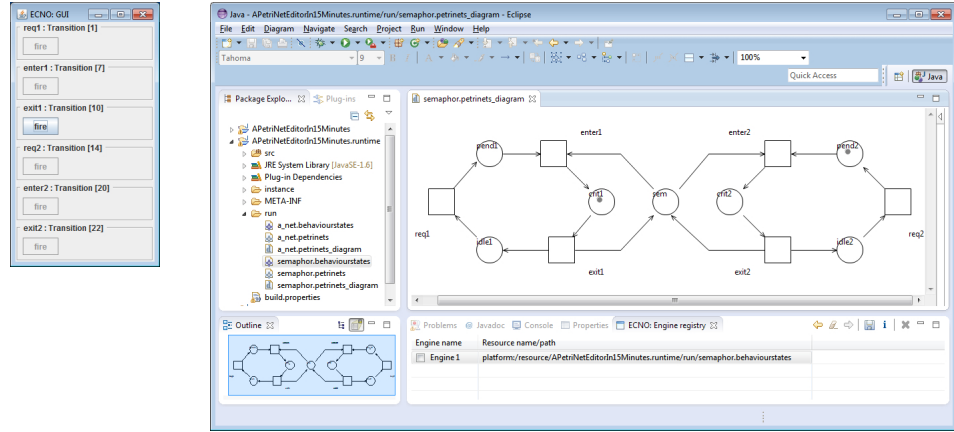 ECNO: GUI
req1 : Transition [1]
fire
enter1 : Transition [7]
fire
exit1 : Transition [10]
fire
req2 : Transition [14]
fire
enter2 : Transition [20]
fire
exit2 : Transition [22]
fire
Java - APetriNetEditorIn15Minutes.runtime/run/semaphor.petrinets_diagram - Eclipse
File Edit Diagram Navigate Search Project Run Window Help
Tahoma 9 100%
Quick Access Java
Package Explo... Plug-ins
APetriNetEditorIn15Minutes
APetriNetEditorIn15Minutes.runtime
src
JRE System Library [JavaSE-1.6]
Plug-in Dependencies
instance
META-INF
run
a_net.behaviourstates
a_net.petrinets
a_net.petrinets_diagram
semaphor.behaviourstates
semaphor.petrinets
semaphor.petrinets_diagram
build.properties
semaphor.petrinets_diagram
enter1 enter2
pend1 pend2
crit1 sem crit2
req1 req2
idle1 idle2
exit1 exit2
Outline
Problems Javadoc Console Properties ECNO: Engine registry
Engine name Resource name/path
Engine 1 platform:/resource/APetriNetEditorIn15Minutes.runtime/run/semaphor.behaviourstates